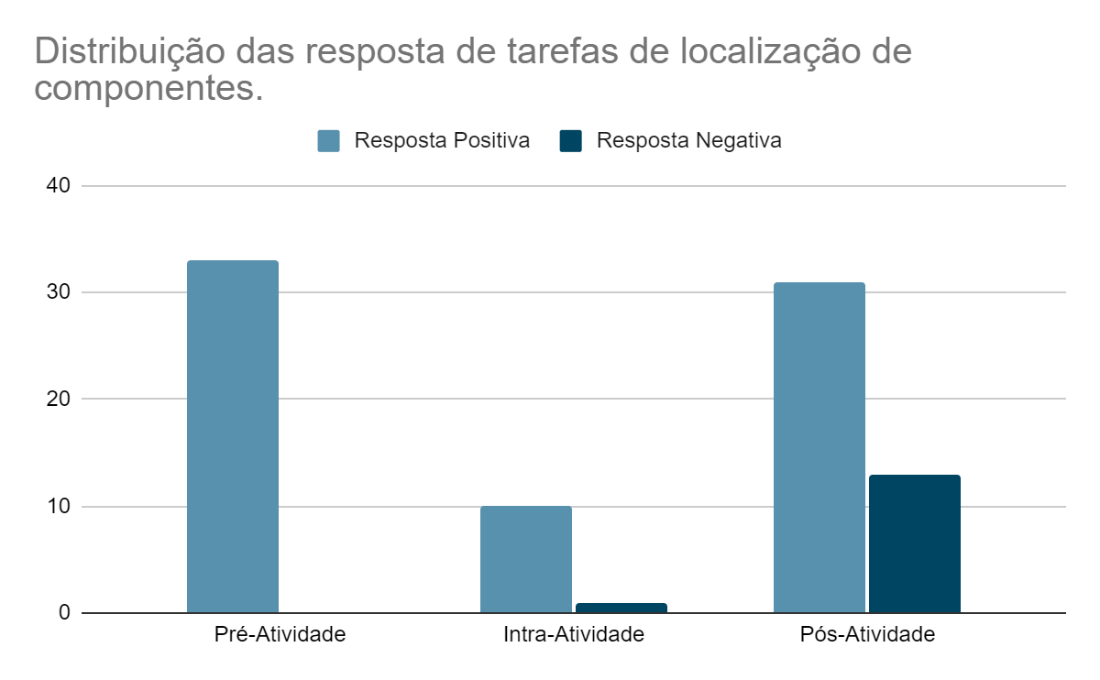 Distribuição das resposta de tarefas de localização de
componentes.
Resposta Positiva Resposta Negativa
40
30
20
10
0
Pré-Atividade Intra-Atividade Pós-Atividade